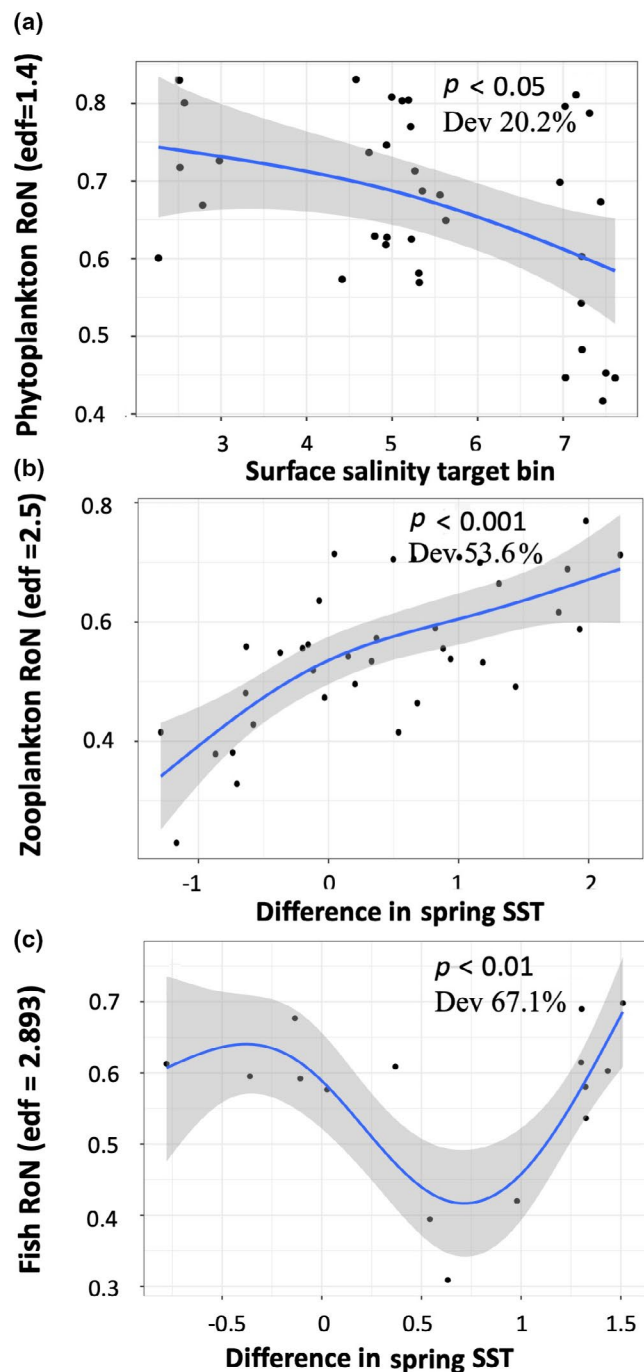 (a)
Phytoplankton RoN (edf=1.4)
0.8
0.7
0.6
0.5
0.4
p < 0.05
Dev 20.2%
3 4 5 6 7
Surface salinity target bin
(b)
Zooplankton RoN (edf =2.5)
0.8
0.6
0.4
p < 0.001
Dev 53.6%
-1 0 1 2
Difference in spring SST
(c)
Fish RoN (edf = 2.893)
0.7
0.6
0.5
0.4
0.3
p < 0.01
Dev 67.1%
-0.5 0 0.5 1 1.5
Difference in spring SST